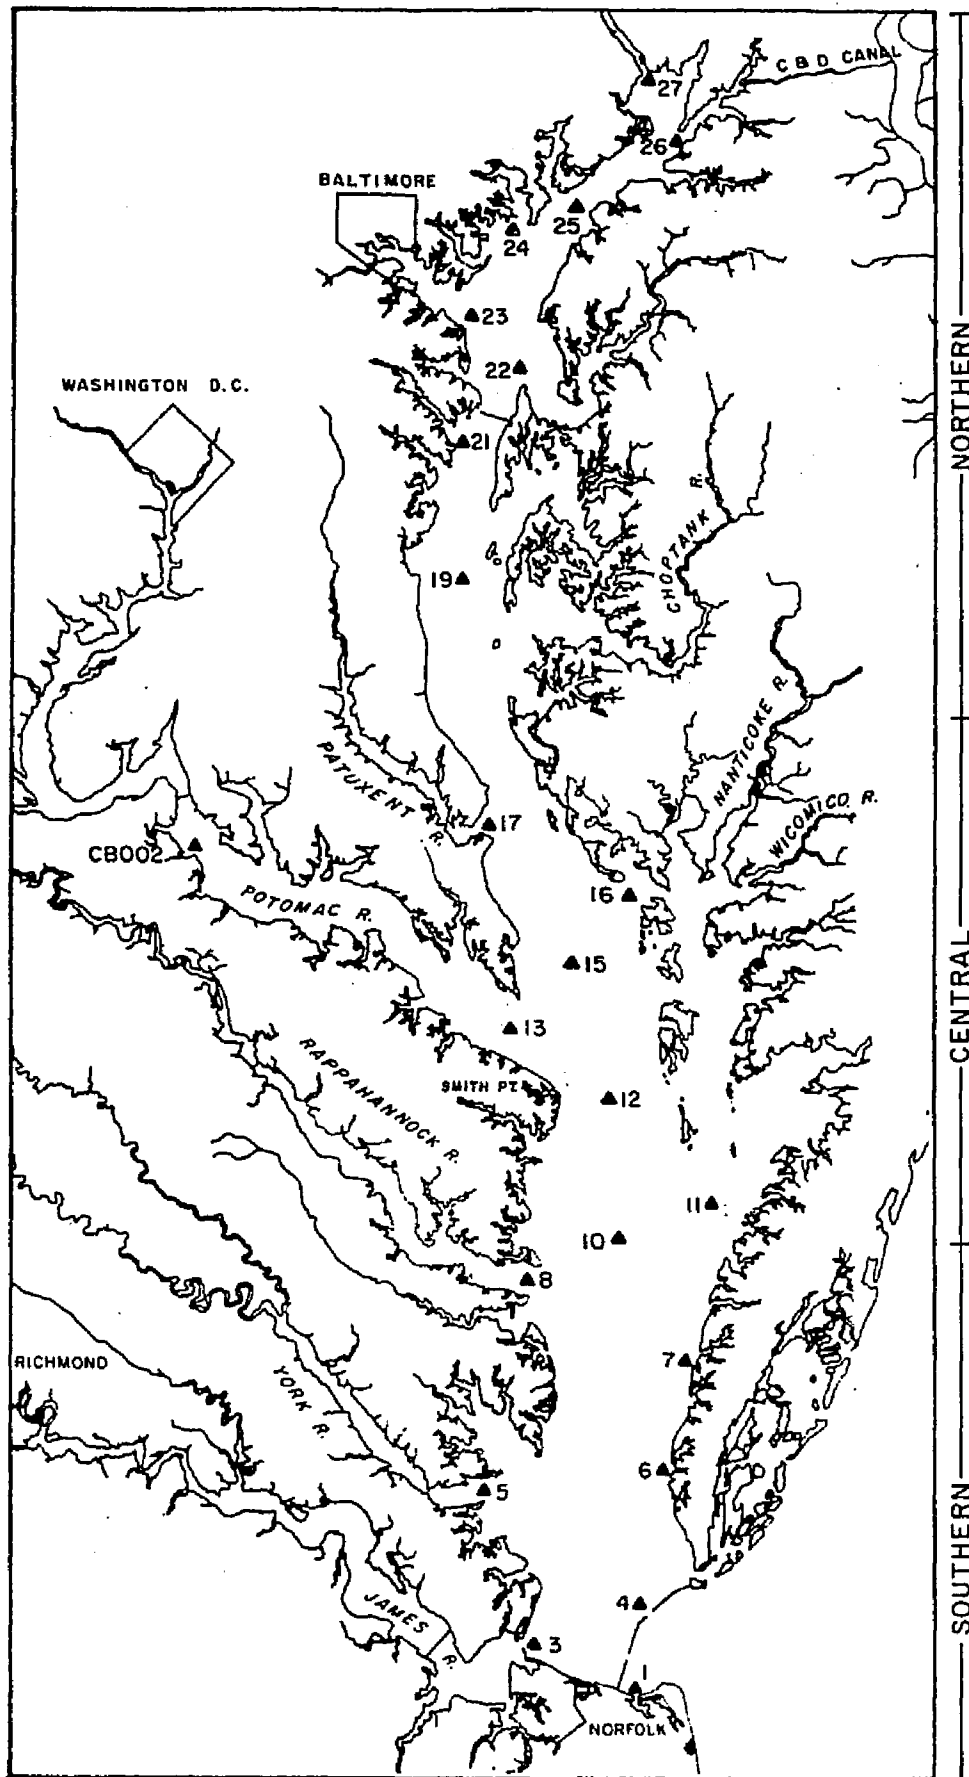 C B D CANAL
27
26
BALTIMORE
25
24
23
22
WASHINGTON D.C.
21
NORTHERN
CHOPTANK R.
19
NANTICOKE R.
PATUXENT R.
WICOMICO R.
17
CB002
16
POTOMAC R.
15
CENTRAL
13
RAPPAHANNOCK R.
SMITH PT.
12
11
10
8
RICHMOND
7
YORK R.
6
5
SOUTHERN
JAMES R.
4
3
1
NORFOLK